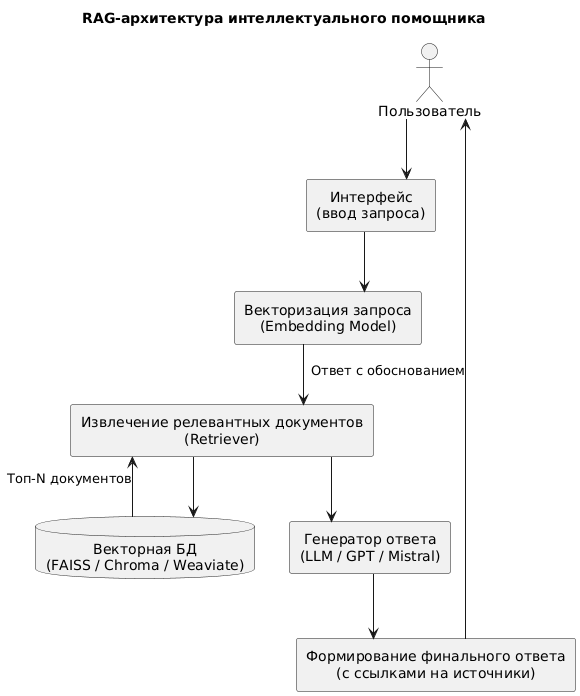 RAG-архитектура интеллектуального помощника
Пользователь
Интерфейс
(ввод запроса)
Векторизация запроса
(Embedding Model)
Ответ с обоснованием
Извлечение релевантных документов
(Retriever)
Топ-N документов
Векторная БД
(FAISS / Chroma / Weaviate)
Генератор ответа
(LLM / GPT / Mistral)
Формирование финального ответа
(с ссылками на источники)